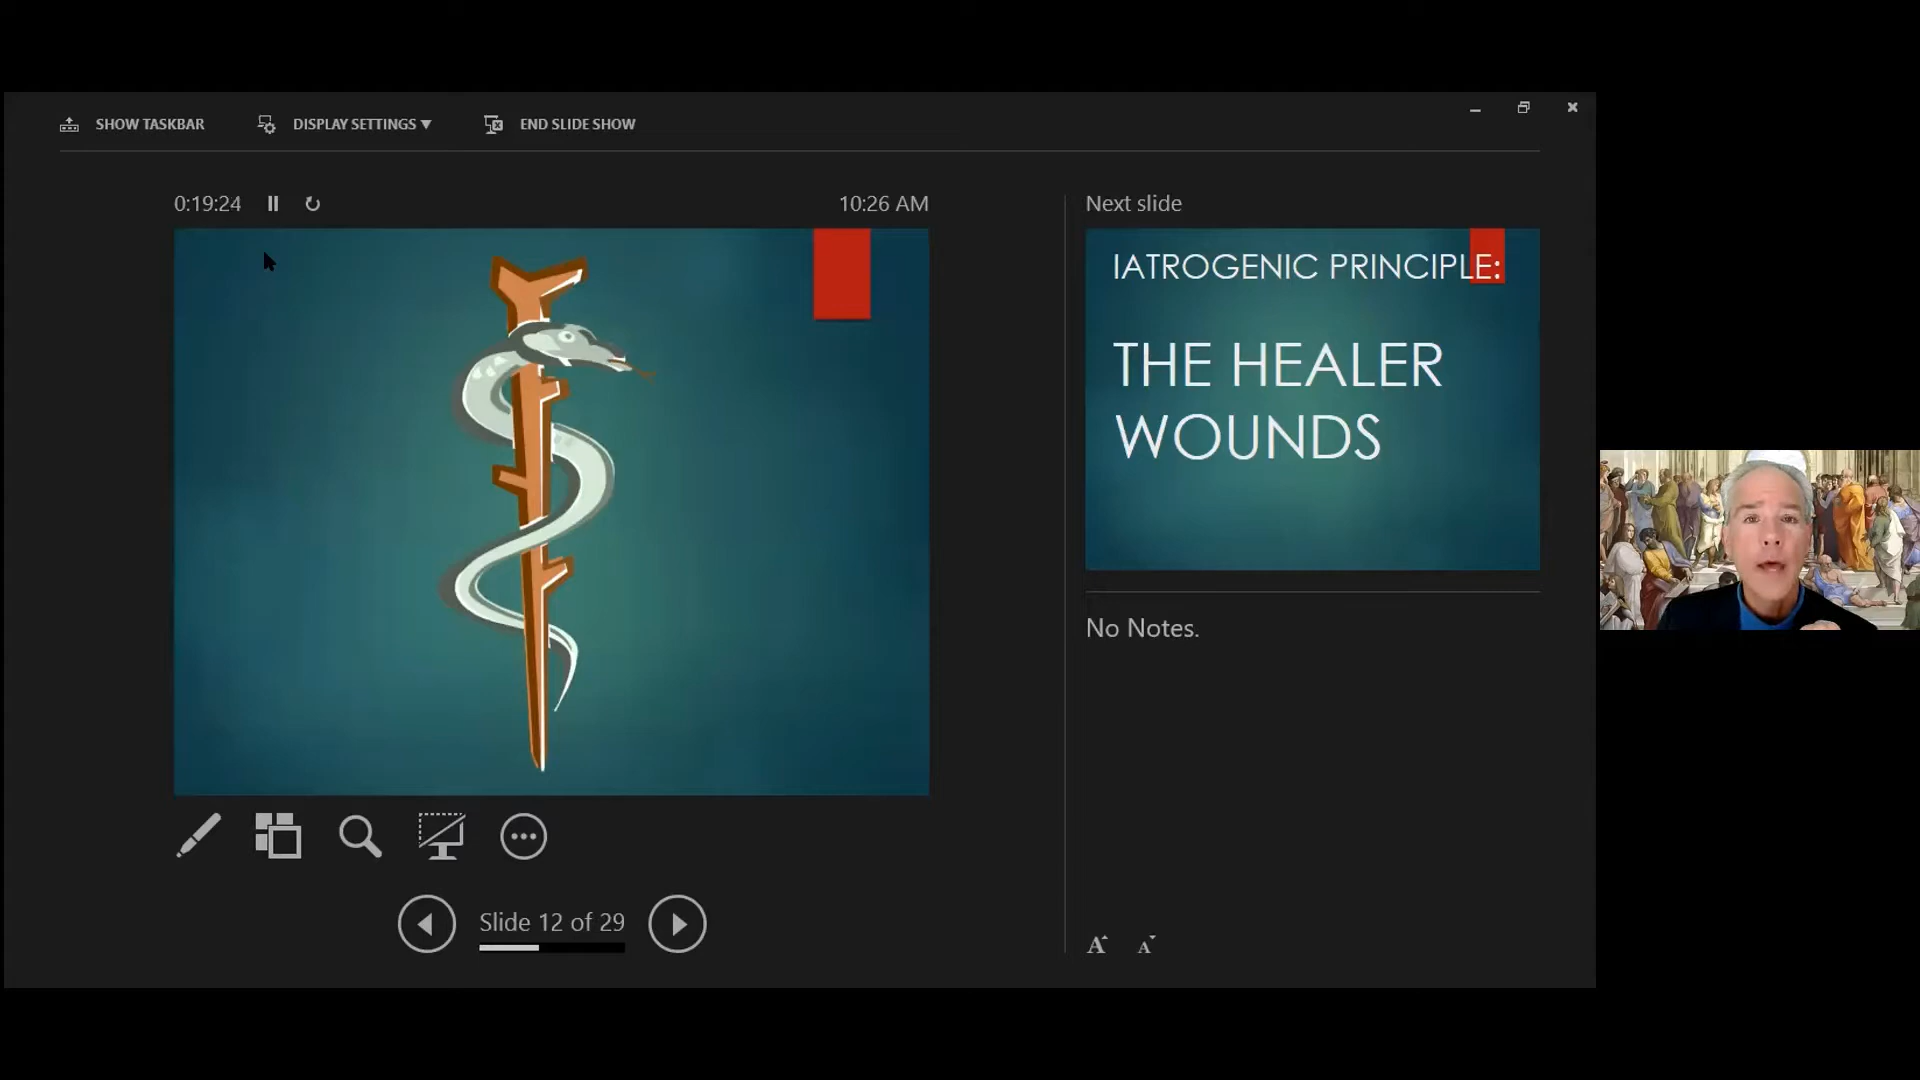 SHOW TASKBAR
DISPLAY SETTINGS
END SLIDE SHOW
0:19:24
10:26 AM
Next slide
IATROGENIC PRINCIPLE:
THE HEALER
WOUNDS
No Notes.
Slide 12 of 29
A A